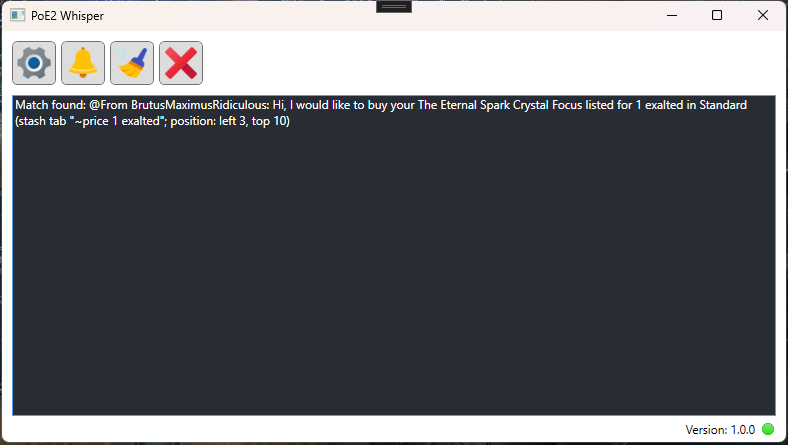 PoE2 Whisper
Match found: @From BrutusMaximusRidiculous: Hi, I would like to buy your The Eternal Spark Crystal Focus listed for 1 exalted in Standard
(stash tab "~price 1 exalted"; position: left 3, top 10)
Version: 1.0.0